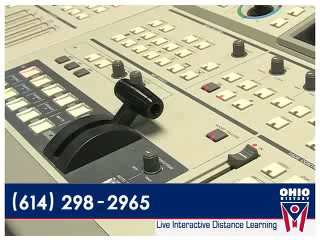 (614) 298-2965
Live Interactive Distance Learning
OHIO
HISTORY